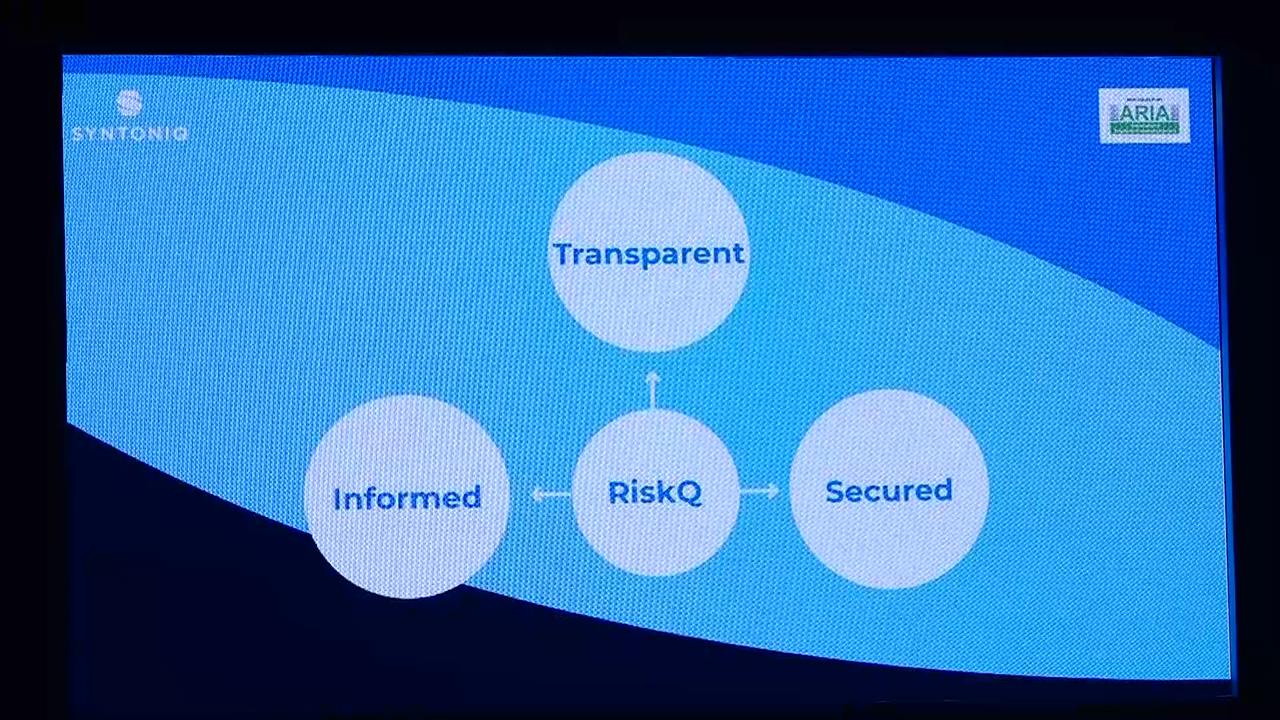 SYNTONIQ
ARIA
Transparent
Informed
RiskQ
Secured